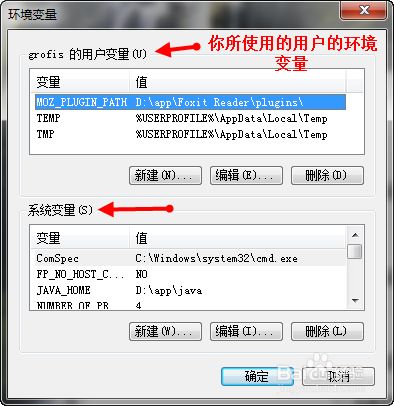 环境变量
grofis 的用户变量(U)
你所使用的用户的环境
变量
变量 值
MOZ_PLUGIN_PATH D:\app\Foxit Reader\plugins\
TEMP %USERPROFILE%\AppData\Local\Temp
TMP %USERPROFILE%\AppData\Local\Temp
新建(N)... 编辑(E)... 删除(D)
系统变量(S)
变量 值
ComSpec C:\Windows\system32\cmd.exe
FP_NO_HOST_C... NO
JAVA_HOME D:\app\java
NUMBER_OF_PR 4
新建(W)... 编辑(I)... 删除(L)
确定 取消